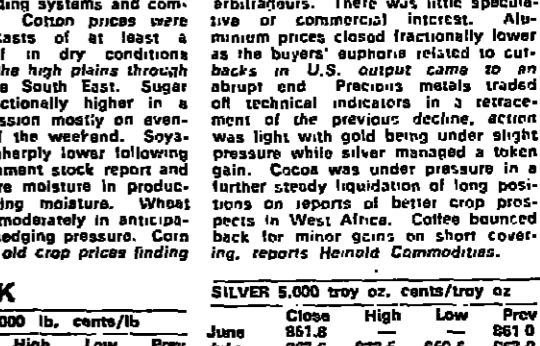 ding systems and com-
Cotton prices were
casts of at least a
f in dry conditions
he high plains through
e South East. Sugar
ctionally higher in a
ssion mostly on even-
f the weekend. Soya-
sharply lower following
nment stock report and
re moisture in produc-
ing moisture. Wheat
moderately in anticipa-
edging pressure. Corn
old crop prices finding
K
000 lb, cents/lb
High Low Prev
arbitrageurs. There was little specula-
tive or commercial interest. Alu-
minium prices closed fractionally lower
as the buyers' euphoria related to cut-
backs in U.S. output came to an
abrupt end Precious metals traded
off technical indicators in a retrace-
ment of the previous decline, action
was light with gold being under slight
pressure while silver managed a token
gain. Cocoa was under pressure in a
further steady liquidation of long posi-
tions on reports of better crop pros-
pects in West Africa. Coffee bounced
back for minor gains on short cover-
ing, reports Heinold Commodities.
SILVER 5,000 troy oz, cents/troy oz
Close High Low Prev
June 861.8 — — 861 0